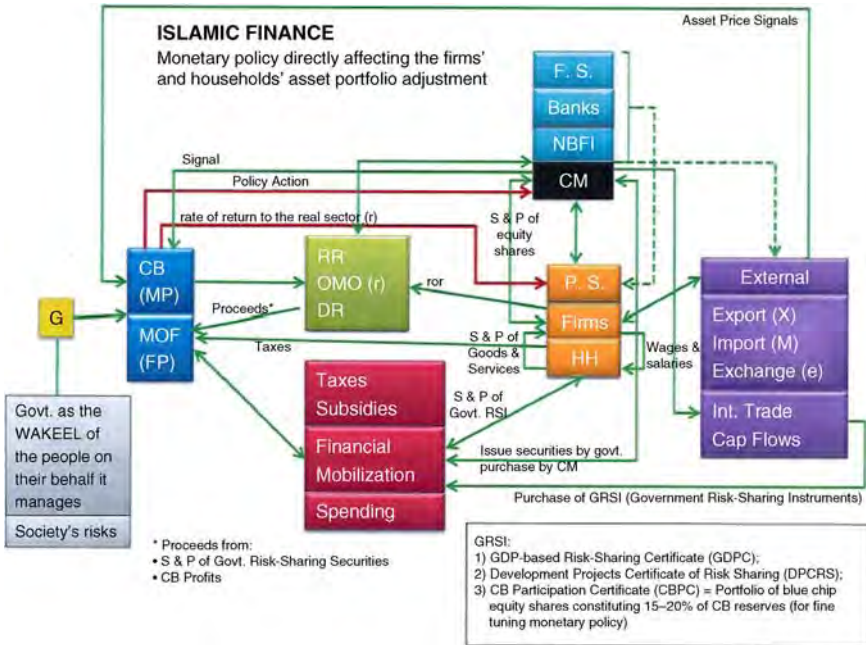 Asset Price Signals
ISLAMIC FINANCE
Monetary policy directly affecting the firms'
and households' asset portfolio adjustment
F. S.
Banks
NBFI
CM
Signal
Policy Action
rate of return to the real sector (r)
S & P of
equity
shares
CB
(MP)
MOF
(FP)
G
RR
OMO (r)
DR
ror
Proceeds*
Taxes
P. S.
Firms
HH
S & P of
Goods &
Services
Wages &
salaries
External
Export (X)
Import (M)
Exchange (e)
Int. Trade
Cap Flows
Govt. as the
WAKEEL of
the people on
their behalf it
manages
Society's risks
Taxes
Subsidies
Financial
Mobilization
Spending
S & P of
Govt. RSI
Issue securities by govt.
purchase by CM
Purchase of GRSI (Government Risk-Sharing Instruments)
* Proceeds from:
• S & P of Govt. Risk-Sharing Securities
• CB Profits
GRSI:
1) GDP-based Risk-Sharing Certificate (GDPC);
2) Development Projects Certificate of Risk Sharing (DPCRS);
3) CB Participation Certificate (CBPC) = Portfolio of blue chip
equity shares constituting 15–20% of CB reserves (for fine
tuning monetary policy)